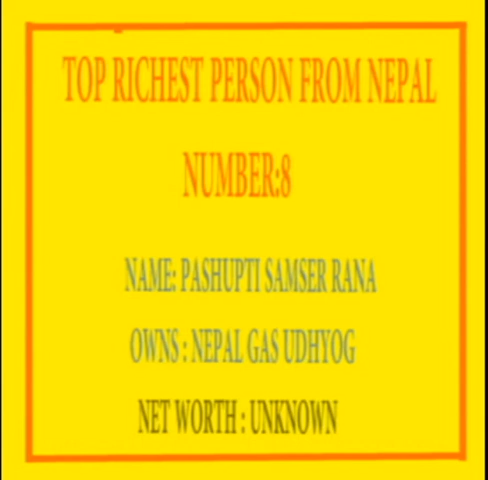 TOP RICHEST PERSON FROM NEPAL
NUMBER:8
NAME: PASHUPTI SAMSER RANA
OWNS : NEPAL GAS UDHYOG
NET WORTH : UNKNOWN